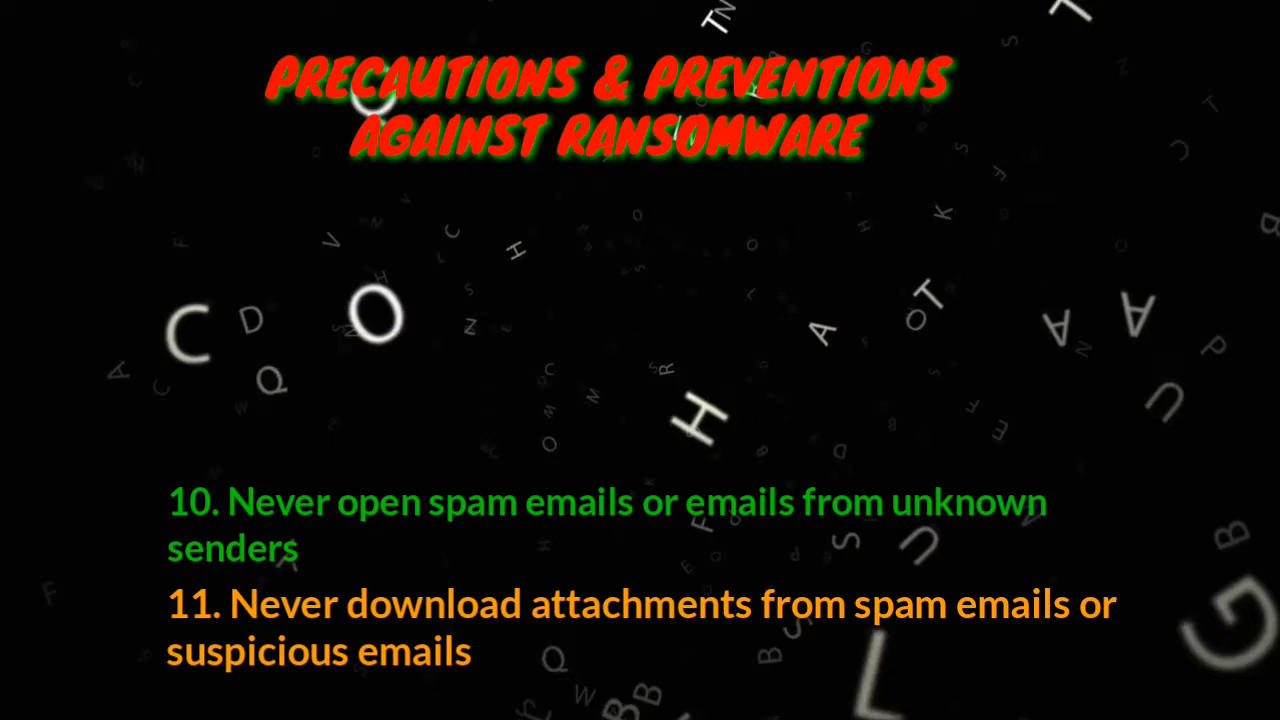 PRECAUTIONS & PREVENTIONS
AGAINST RANSOMWARE
10. Never open spam emails or emails from unknown
senders
11. Never download attachments from spam emails or
suspicious emails